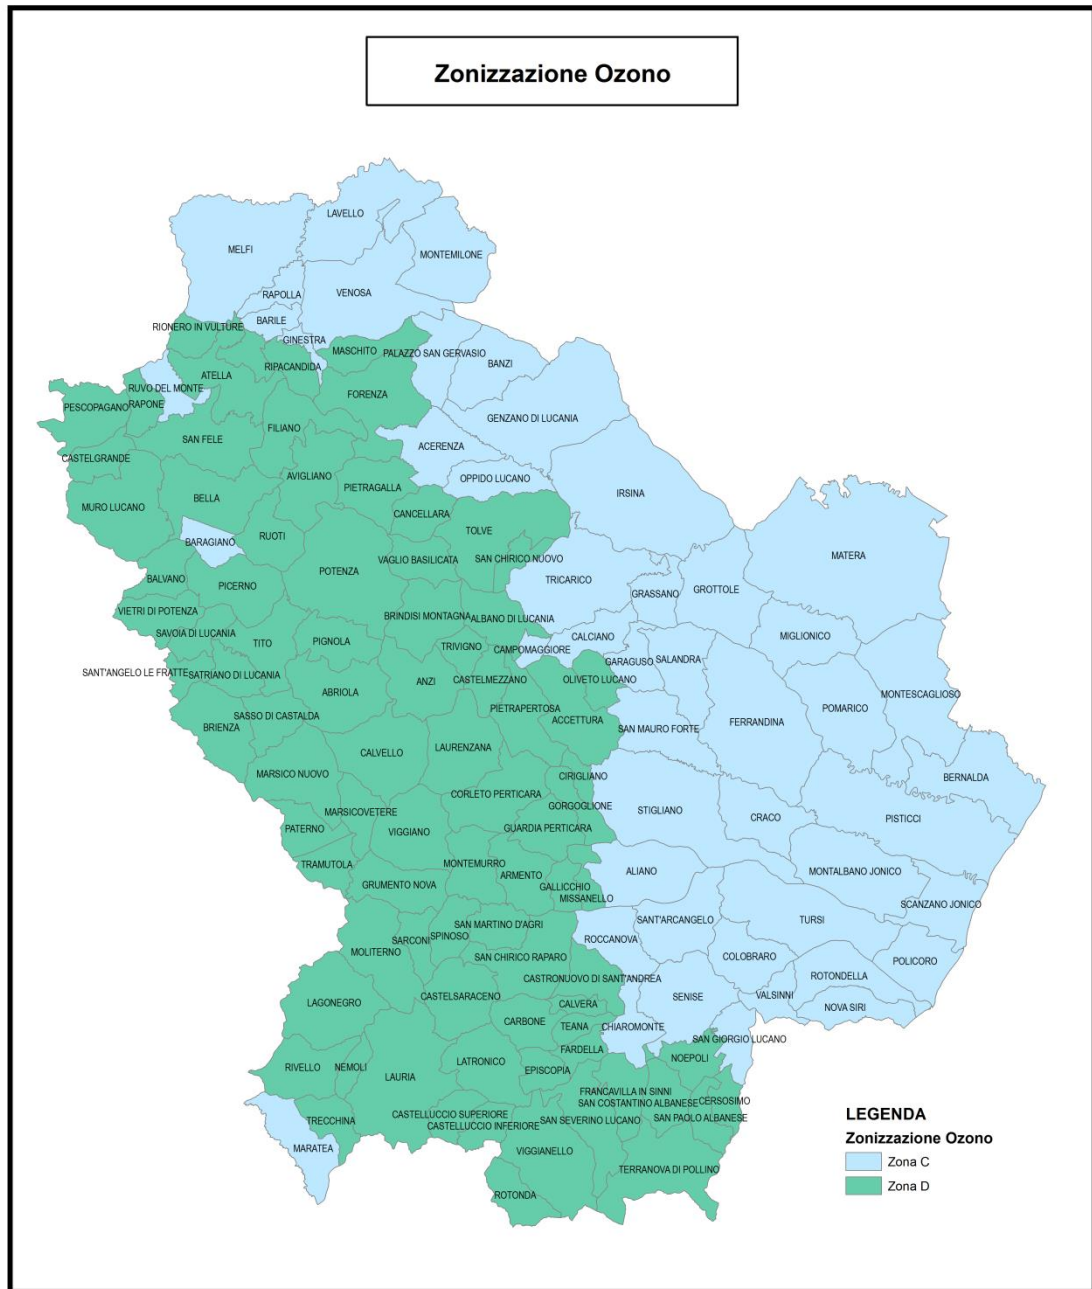 Zonizzazione Ozono
LAVELLO
MELFI
MONTEMILONE
RAPOLLA
VENOSA
BARILE
RIONERO IN VULTURE
GINESTRA
MASCHITO
PALAZZO SAN GERVASIO
BANZI
RIPACANDIDA
ATELLA
RUVO DEL MONTE
FORENZA
PESCOPAGANO
RAPONE
GENZANO DI LUCANIA
FILIANO
SAN FELE
ACERENZA
CASTELGRANDE
AVIGLIANO
OPPIDO LUCANO
PIETRAGALLA
IRSINA
BELLA
MURO LUCANO
CANCELLARA
TOLVE
RUOTI
BARAGIANO
MATERA
VAGLIO BASILICATA
SAN CHIRICO NUOVO
POTENZA
BALVANO
PICERNO
TRICARICO
GRASSANO
GROTTOLE
VIETRI DI POTENZA
BRINDISI MONTAGNA
ALBANO DI LUCANIA
SAVOIA DI LUCANIA
TITO
PIGNOLA
CALCIANO
MIGLIONICO
TRIVIGNO
CAMPOMAGGIORE
GARAGUSO
SALANDRA
SANT'ANGELO LE FRATTE
SATRIANO DI LUCANIA
ANZI
CASTELMEZZANO
OLIVETO LUCANO
ABRIOLA
MONTESCAGLIOSO
PIETRAPERTOSA
POMARICO
SASSO DI CASTALDA
ACCETTURA
FERRANDINA
BRIENZA
SAN MAURO FORTE
LAURENZANA
CALVELLO
MARSICO NUOVO
CIRIGLIANO
BERNALDA
CORLETO PERTICARA
GORGOGLIONE
STIGLIANO
MARSICOVETERE
CRACO
PISTICCI
PATERNO
VIGGIANO
GUARDIA PERTICARA
TRAMUTOLA
MONTEMURRO
ALIANO
MONTALBANO JONICO
ARMENTO
GRUMENTO NOVA
GALLICCHIO
MISSANELLO
SCANZANO JONICO
SANT'ARCANGELO
TURSI
SAN MARTINO D'AGRI
SPINOSO
SARCONI
ROCCANOVA
MOLITERNO
SAN CHIRICO RAPARO
COLOBRARO
POLICORO
CASTRONUOVO DI SANT'ANDREA
ROTONDELLA
CASTELSARACENO
VALSINNI
LAGONEGRO
SENISE
CALVERA
NOVA SIRI
CARBONE
TEANA
CHIAROMONTE
SAN GIORGIO LUCANO
FARDELLA
NOEPOLI
LATRONICO
RIVELLO
NEMOLI
EPISCOPIA
LAURIA
FRANCAVILLA IN SINNI
SAN COSTANTINO ALBANESE
CERSOSIMO
CASTELLUCCIO SUPERIORE
TRECCHINA
CASTELLUCCIO INFERIORE
SAN SEVERINO LUCANO
SAN PAOLO ALBANESE
MARATEA
VIGGIANELLO
TERRANOVA DI POLLINO
ROTONDA
LEGENDA
Zonizzazione Ozono
Zona C
Zona D